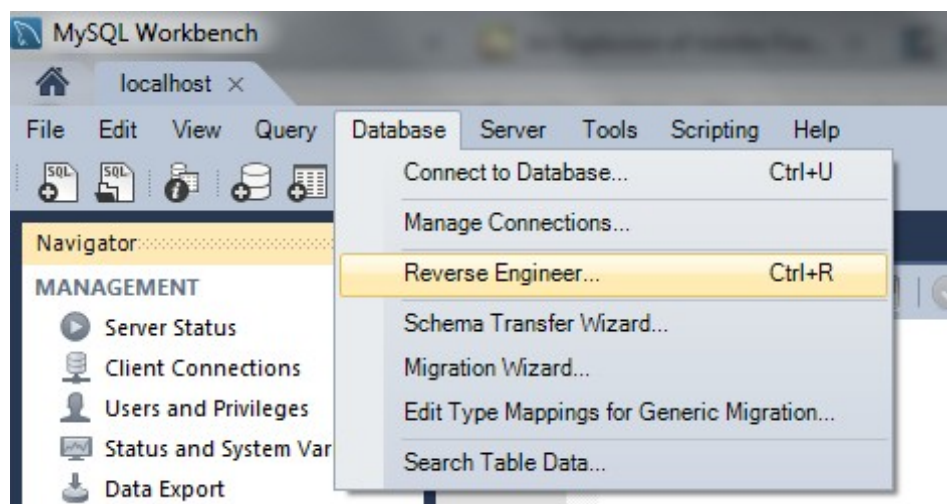 MySQL Workbench
localhost ×
File Edit View Query Database Server Tools Scripting Help
SQL SQL
Connect to Database... Ctrl+U
Manage Connections...
Navigator
Reverse Engineer... Ctrl+R
MANAGEMENT
Server Status
Schema Transfer Wizard...
Client Connections
Migration Wizard...
Users and Privileges
Edit Type Mappings for Generic Migration...
Status and System Var
Search Table Data...
Data Export